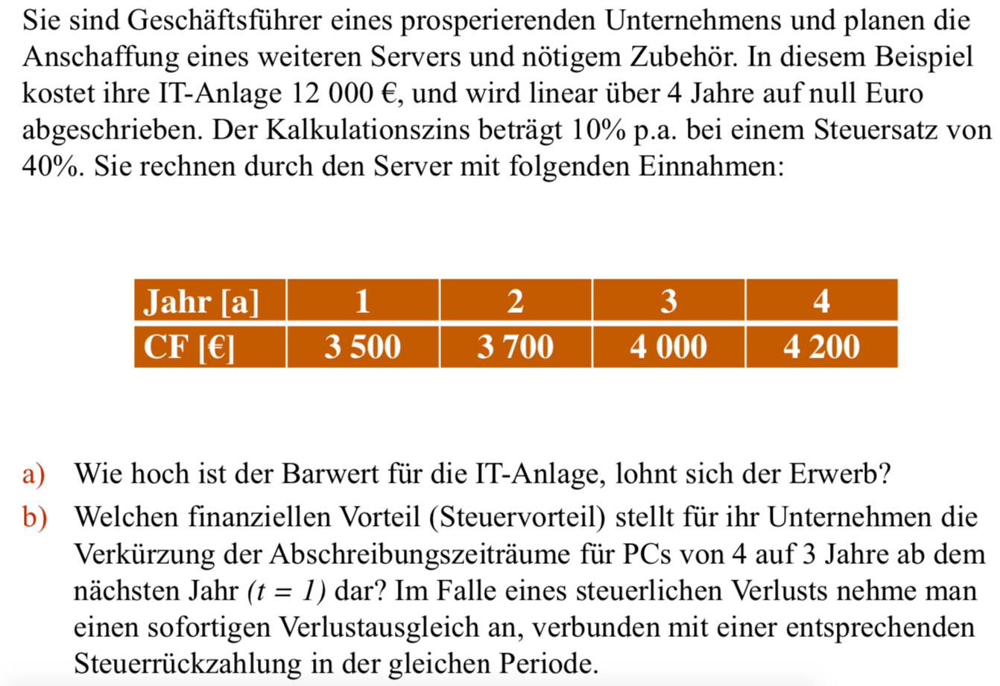 Sie sind Geschäftsführer eines prosperierenden Unternehmens und planen die
Anschaffung eines weiteren Servers und nötigem Zubehör. In diesem Beispiel
kostet ihre IT-Anlage 12 000 €, und wird linear über 4 Jahre auf null Euro
abgeschrieben. Der Kalkulationszins beträgt 10% p.a. bei einem Steuersatz von
40%. Sie rechnen durch den Server mit folgenden Einnahmen:
Jahr [a] 1 2 3 4
CF [€] 3 500 3 700 4 000 4 200
a) Wie hoch ist der Barwert für die IT-Anlage, lohnt sich der Erwerb?
b) Welchen finanziellen Vorteil (Steuervorteil) stellt für ihr Unternehmen die
Verkürzung der Abschreibungszeiträume für PCs von 4 auf 3 Jahre ab dem
nächsten Jahr (t = 1) dar? Im Falle eines steuerlichen Verlusts nehme man
einen sofortigen Verlustausgleich an, verbunden mit einer entsprechenden
Steuerrückzahlung in der gleichen Periode.